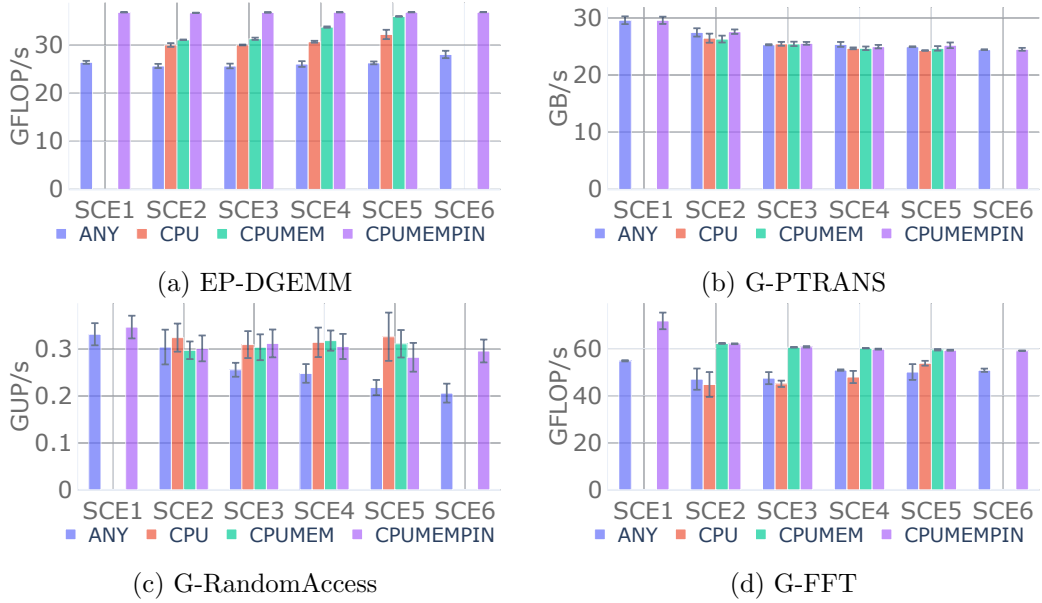 GFLOP/s
30
20
10
0
SCE1 SCE2 SCE3 SCE4 SCE5 SCE6
ANY CPU CPUMEM CPUMEMPIN
(a) EP-DGEMM
GB/s
30
20
10
0
SCE1 SCE2 SCE3 SCE4 SCE5 SCE6
ANY CPU CPUMEM CPUMEMPIN
(b) G-PTRANS
GUP/s
0.3
0.2
0.1
0
SCE1 SCE2 SCE3 SCE4 SCE5 SCE6
ANY CPU CPUMEM CPUMEMPIN
(c) G-RandomAccess
GFLOP/s
60
40
20
0
SCE1 SCE2 SCE3 SCE4 SCE5 SCE6
ANY CPU CPUMEM CPUMEMPIN
(d) G-FFT